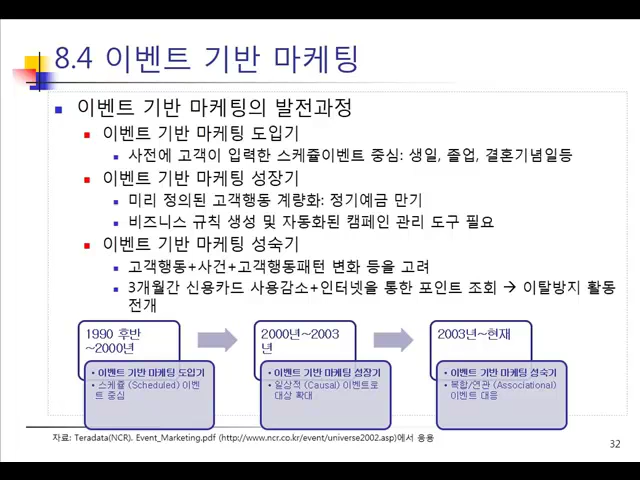 8.4 이벤트 기반 마케팅
이벤트 기반 마케팅의 발전과정
이벤트 기반 마케팅 도입기
사전에 고객이 입력한 스케쥴이벤트 중심: 생일, 졸업, 결혼기념일등
이벤트 기반 마케팅 성장기
미리 정의된 고객행동 계량화: 정기예금 만기
비즈니스 규칙 생성 및 자동화된 캠페인 관리 도구 필요
이벤트 기반 마케팅 성숙기
고객행동+사건+고객행동패턴 변화 등을 고려
3개월간 신용카드 사용감소+인터넷을 통한 포인트 조회 → 이탈방지 활동
전개
1990 후반
~2000년
• 이벤트 기반 마케팅 도입기
• 스케쥴 (Scheduled) 이벤
트 중심
2000년~2003
년
• 이벤트 기반 마케팅 성장기
• 일상적 (Causal) 이벤트로
대상 확대
2003년~현재
• 이벤트 기반 마케팅 성숙기
• 복합/연관 (Associational)
이벤트 대응
자료: Teradata(NCR). Event_Marketing.pdf (http://www.ncr.co.kr/event/universe2002.asp)에서 응용
32